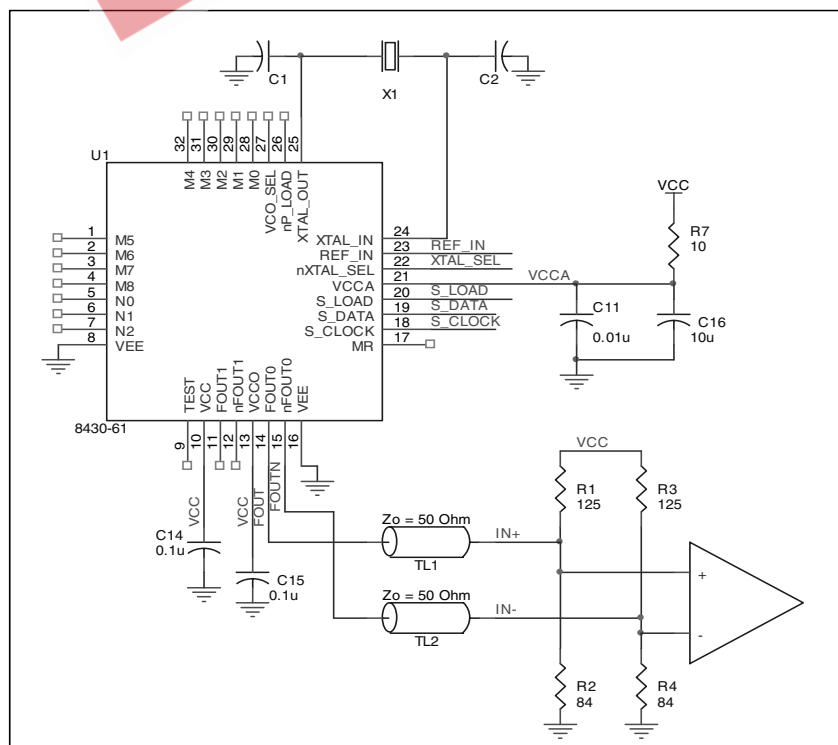 C1
C2
X1
U1
32 31 30 29 28 27 26 25
M4 M3 M2 M1 M0 VCO_SEL nP_LOAD XTAL_OUT
1 M5
2 M6
3 M7
4 M8
5 N0
6 N1
7 N2
8 VEE
XTAL_IN 24
REF_IN 23 REF_IN
nXTAL_SEL 22 XTAL_SEL
VCCA 21 VCCA
S_LOAD 20 S_LOAD
S_DATA 19 S_DATA
S_CLOCK 18 S_CLOCK
MR 17
VCC
R7
10
C11
0.01u
C16
10u
TEST VCC FOUT1 nFOUT1 VCCO FOUT0 nFOUT0 VEE
8430-61
9 10 11 12 13 14 15 16
VCC
VCC
FOUT
FOUTN
C14
0.1u
C15
0.1u
Zo = 50 Ohm
TL1
IN+
Zo = 50 Ohm
TL2
IN-
VCC
R1
125
R3
125
+
-
R2
84
R4
84